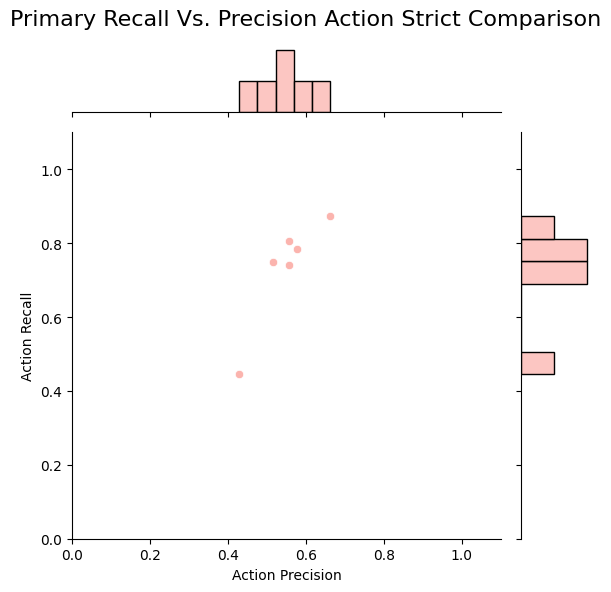 Primary Recall Vs. Precision Action Strict Comparison
1.0
0.8
0.6
0.4
0.2
0.0
Action Recall
0.0 0.2 0.4 0.6 0.8 1.0
Action Precision